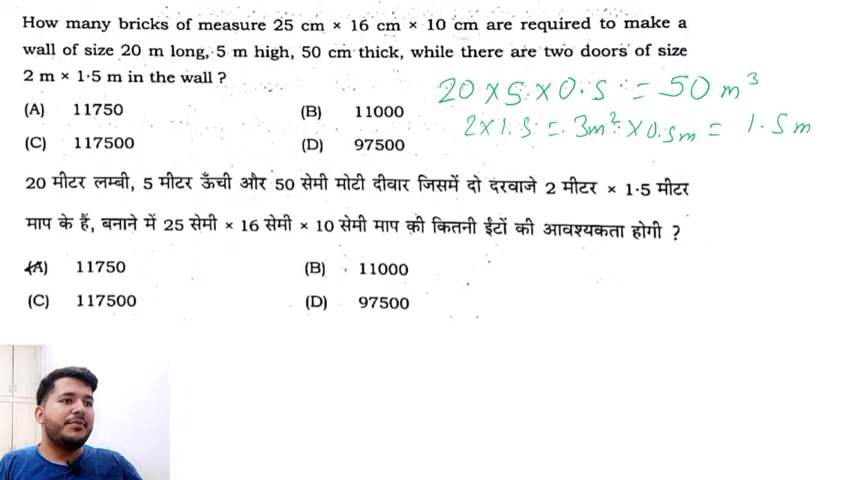 How many bricks of measure 25 cm × 16 cm × 10 cm are required to make a
wall of size 20 m long, 5 m high, 50 cm thick, while there are two doors of size
2 m × 1·5 m in the wall ?
20 × 5 × 0.5 = 50 m³
(A) 11750 (B) 11000
2×1.5 = 3m² × 0.5m = 1.5 m
(C) 117500 (D) 97500
20 मीटर लम्बी, 5 मीटर ऊँची और 50 सेमी मोटी दीवार जिसमें दो दरवाजे 2 मीटर × 1·5 मीटर
माप के हैं, बनाने में 25 सेमी × 16 सेमी × 10 सेमी माप की कितनी ईंटों की आवश्यकता होगी ?
(A) 11750 (B) 11000
(C) 117500 (D) 97500